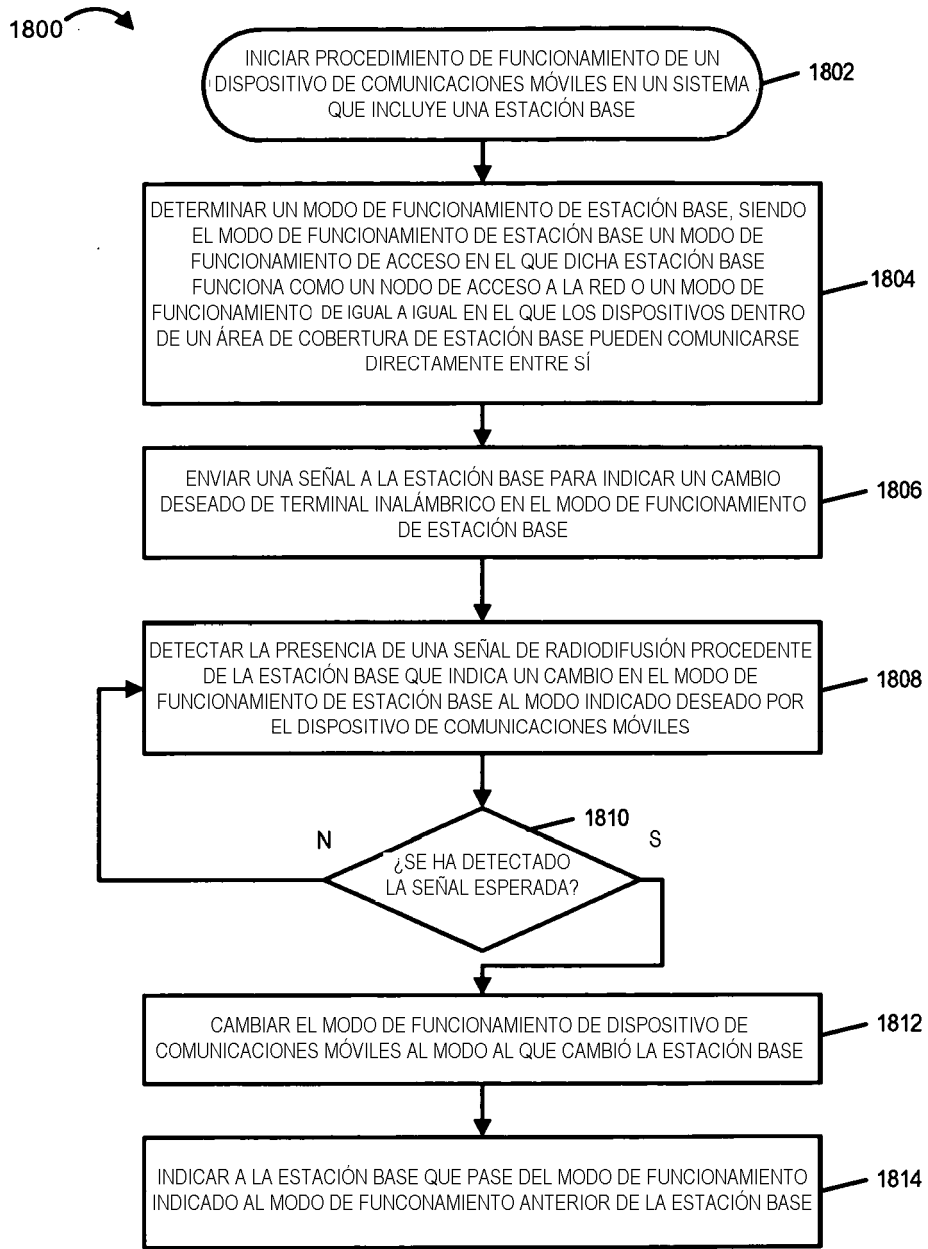 1800
INICIAR PROCEDIMIENTO DE FUNCIONAMIENTO DE UN
DISPOSITIVO DE COMUNICACIONES MÓVILES EN UN SISTEMA
QUE INCLUYE UNA ESTACIÓN BASE
1802
DETERMINAR UN MODO DE FUNCIONAMIENTO DE ESTACIÓN BASE, SIENDO
EL MODO DE FUNCIONAMIENTO DE ESTACIÓN BASE UN MODO DE
FUNCIONAMIENTO DE ACCESO EN EL QUE DICHA ESTACIÓN BASE
FUNCIONA COMO UN NODO DE ACCESO A LA RED O UN MODO DE
FUNCIONAMIENTO DE IGUAL A IGUAL EN EL QUE LOS DISPOSITIVOS DENTRO
DE UN ÁREA DE COBERTURA DE ESTACIÓN BASE PUEDEN COMUNICARSE
DIRECTAMENTE ENTRE SÍ
1804
ENVIAR UNA SEÑAL A LA ESTACIÓN BASE PARA INDICAR UN CAMBIO
DESEADO DE TERMINAL INALÁMBRICO EN EL MODO DE FUNCIONAMIENTO
DE ESTACIÓN BASE
1806
DETECTAR LA PRESENCIA DE UNA SEÑAL DE RADIODIFUSIÓN PROCEDENTE
DE LA ESTACIÓN BASE QUE INDICA UN CAMBIO EN EL MODO DE
FUNCIONAMIENTO DE ESTACIÓN BASE AL MODO INDICADO DESEADO POR
EL DISPOSITIVO DE COMUNICACIONES MÓVILES
1808
1810
N
S
¿SE HA DETECTADO
LA SEÑAL ESPERADA?
CAMBIAR EL MODO DE FUNCIONAMIENTO DE DISPOSITIVO DE
COMUNICACIONES MÓVILES AL MODO AL QUE CAMBIÓ LA ESTACIÓN BASE
1812
INDICAR A LA ESTACIÓN BASE QUE PASE DEL MODO DE FUNCIONAMIENTO
INDICADO AL MODO DE FUNCONAMIENTO ANTERIOR DE LA ESTACIÓN BASE
1814